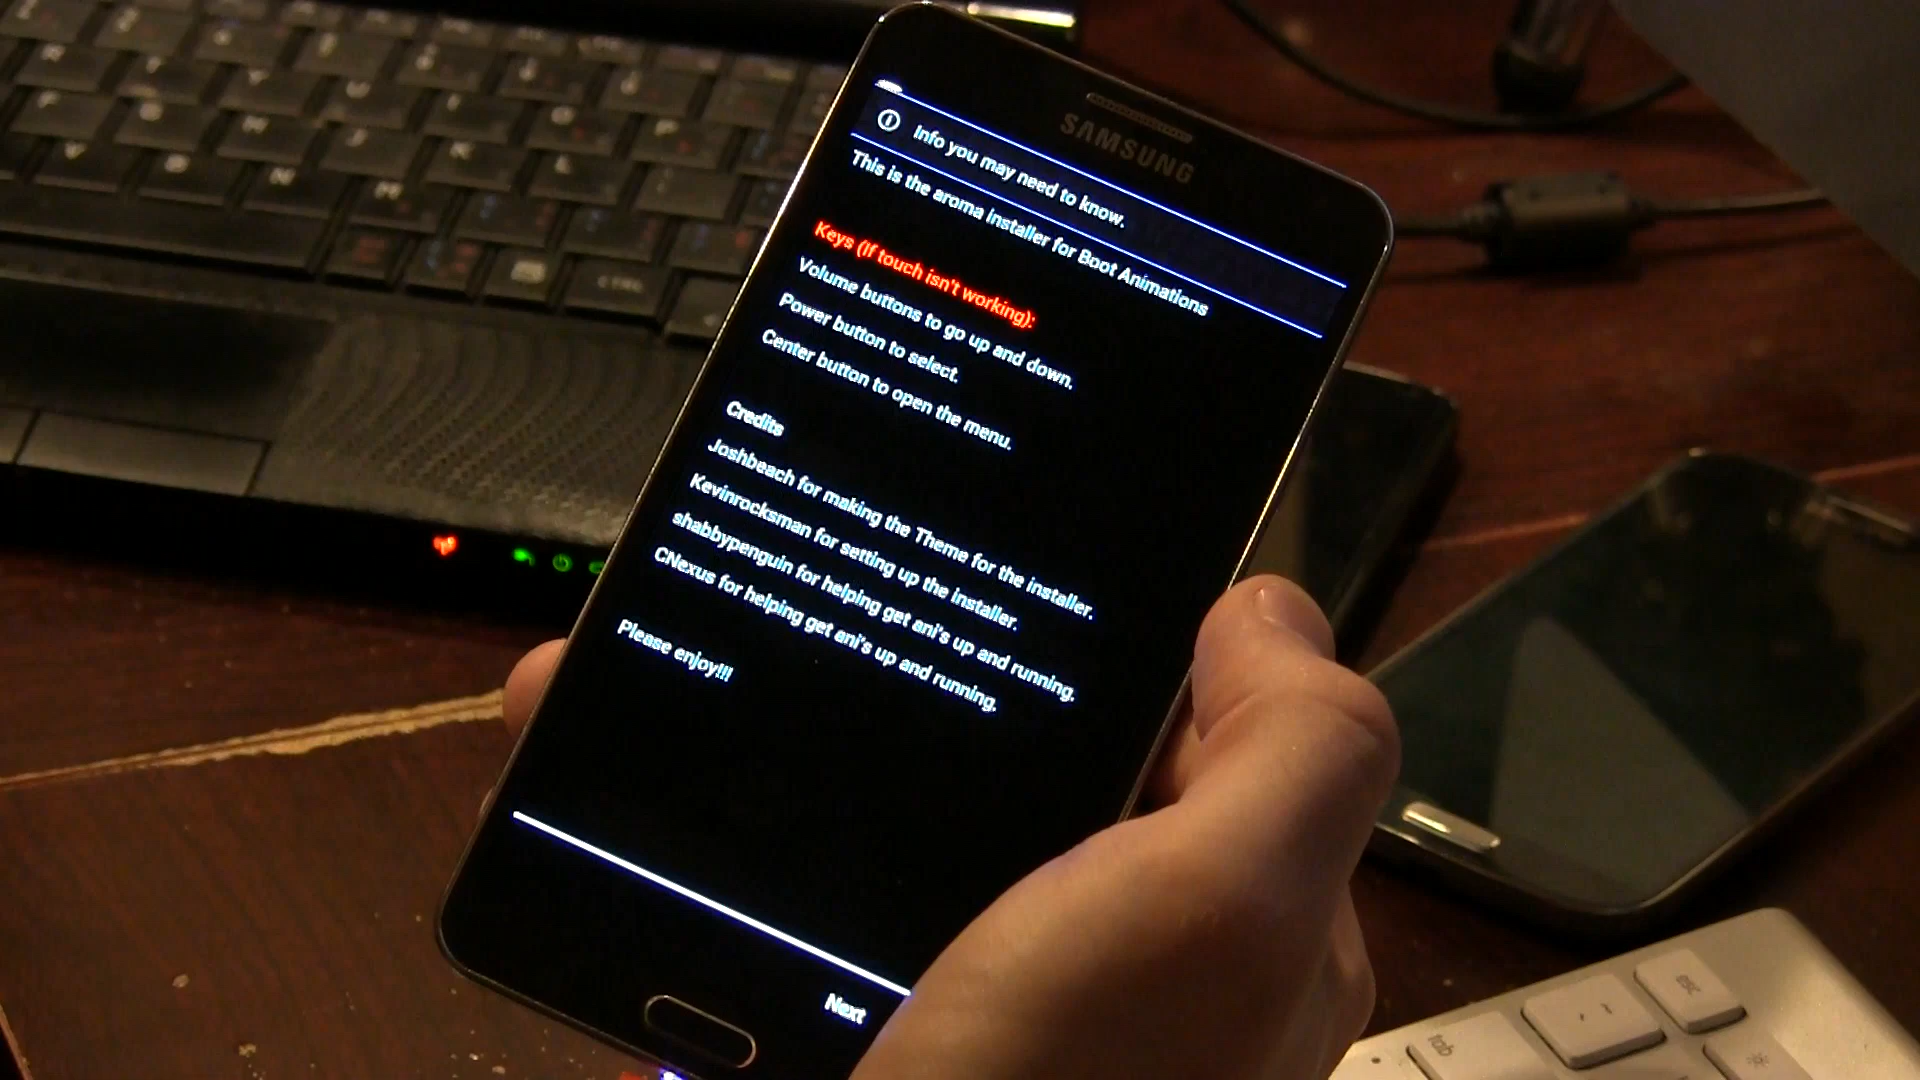 SAMSUNG
Info you may need to know.
This is the aroma installer for Boot Animations
Keys (If touch isn't working):
Volume buttons to go up and down.
Power button to select.
Center button to open the menu.
Credits
Joshbeach for making the Theme for the installer.
Kevinrocksman for setting up the installer.
shabbypenguin for helping get ani's up and running.
CNexus for helping get ani's up and running.
Please enjoy!!!
Next
CTRL
tab